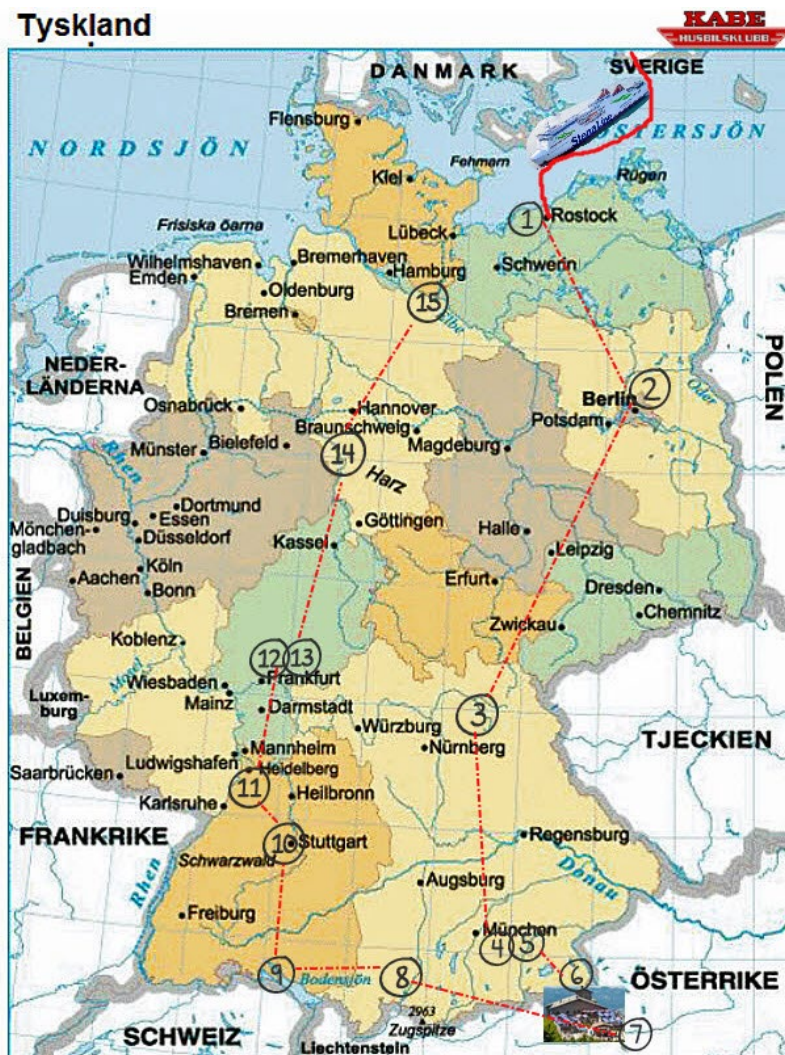 Tyskland
KABE
HUSBILSKLUBB
DANMARK
SVERIGE
StenaLine
ÖSTERSJÖN
Flensburg
NORDSJÖN
Fehmarn
Kiel
Rügen
1
Rostock
Frisiska öarna
Lübeck
Wilhelmshaven
Bremerhaven
Hamburg
Schwerin
Emden
Oldenburg
15
Elbe
Bremen
POLEN
NEDER-
LÄNDERNA
2
Oder
Berlin
Osnabrück
Hannover
Potsdam
Braunschweig
Rhen
Münster
Bielefeld
14
Magdeburg
Harz
Dortmund
Duisburg
Essen
Göttingen
Halle
Mönchen-
gladbach
Düsseldorf
Kassel
Leipzig
Köln
Aachen
Bonn
Erfurt
Dresden
Chemnitz
BELGIEN
Zwickau
Koblenz
12
13
Mosel
Wiesbaden
Frankfurt
Luxem-
burg
Mainz
Darmstadt
3
Würzburg
Nürnberg
TJECKIEN
Mannheim
Ludwigshafen
Heidelberg
Saarbrücken
11
Heilbronn
Karlsruhe
FRANKRIKE
10
Stuttgart
Regensburg
Schwarzwald
Rhen
Donau
Augsburg
Freiburg
München
4
5
9
Bodensjön
8
6
ÖSTERRIKE
2963
Zugspitze
7
SCHWEIZ
Liechtenstein